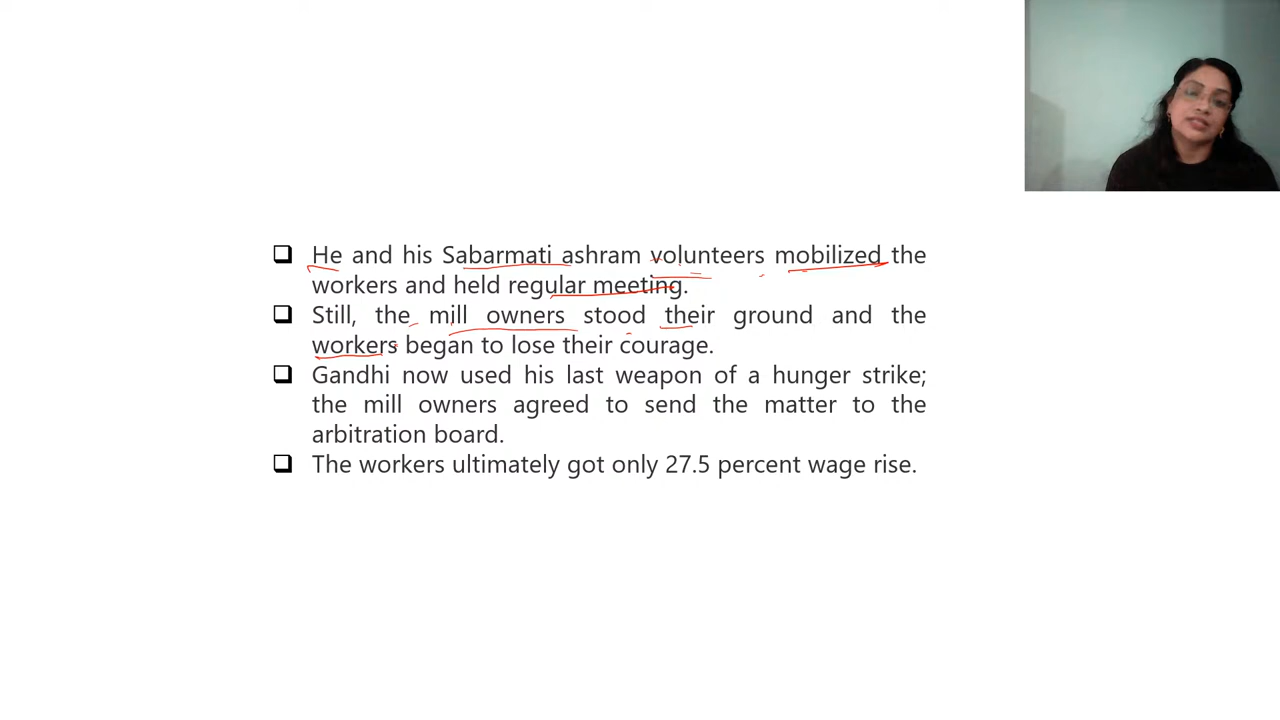 He and his Sabarmati ashram volunteers mobilized the
workers and held regular meeting.
Still, the mill owners stood their ground and the
workers began to lose their courage.
Gandhi now used his last weapon of a hunger strike;
the mill owners agreed to send the matter to the
arbitration board.
The workers ultimately got only 27.5 percent wage rise.